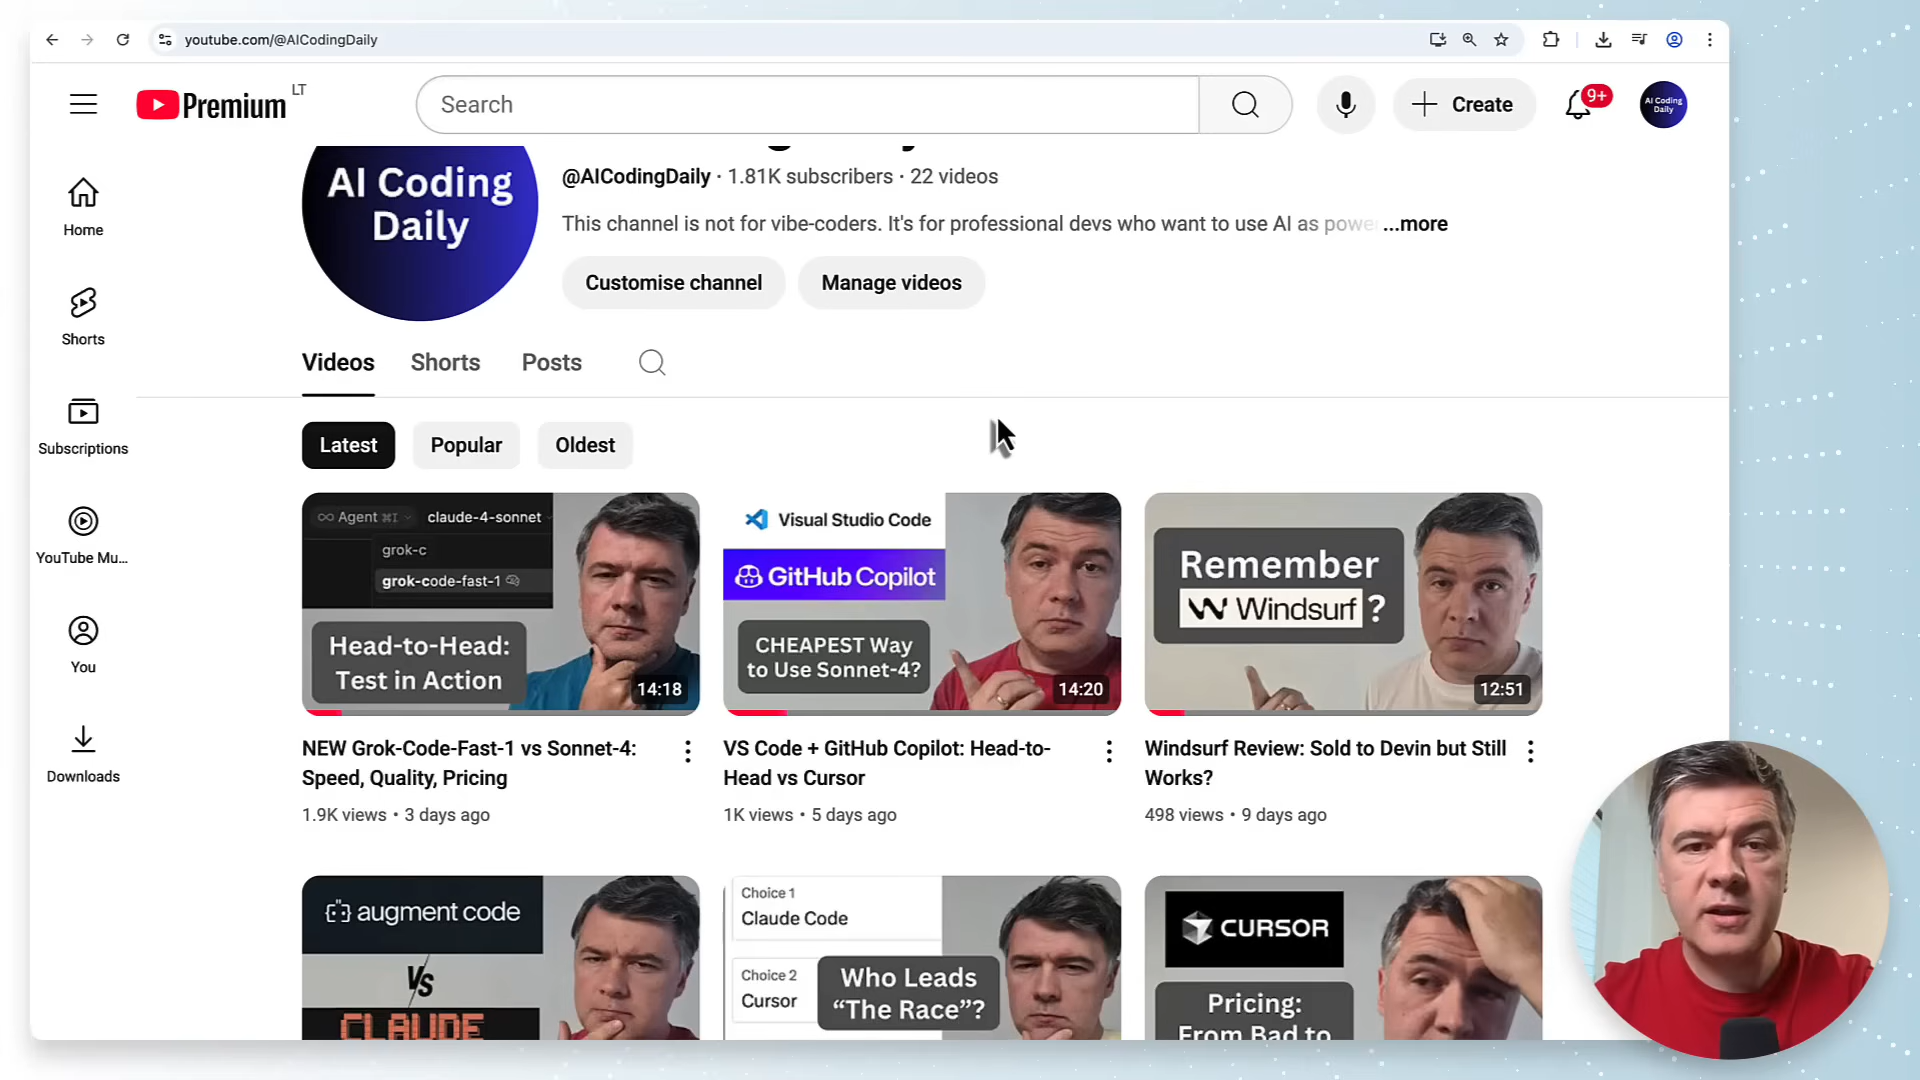 youtube.com/@AICodingDaily
Premium LT
Search
Create
9+
AI Coding
Daily
Home
Shorts
Subscriptions
YouTube Mu...
You
Downloads
AI Coding
Daily
@AICodingDaily · 1.81K subscribers · 22 videos
This channel is not for vibe-coders. It's for professional devs who want to use AI as powe ...more
Customise channel
Manage videos
Videos
Shorts
Posts
Latest
Popular
Oldest
Agent ⌘I
claude-4-sonnet
grok-c
grok-code-fast-1
Head-to-Head:
Test in Action
14:18
NEW Grok-Code-Fast-1 vs Sonnet-4:
Speed, Quality, Pricing
1.9K views • 3 days ago
Visual Studio Code
GitHub Copilot
CHEAPEST Way
to Use Sonnet-4?
14:20
VS Code + GitHub Copilot: Head-to-
Head vs Cursor
1K views • 5 days ago
Remember
Windsurf ?
12:51
Windsurf Review: Sold to Devin but Still
Works?
498 views • 9 days ago
augment code
VS
CLAUDE
Choice 1
Claude Code
Choice 2
Cursor
Who Leads
“The Race”?
CURSOR
Pricing:
From Bad to